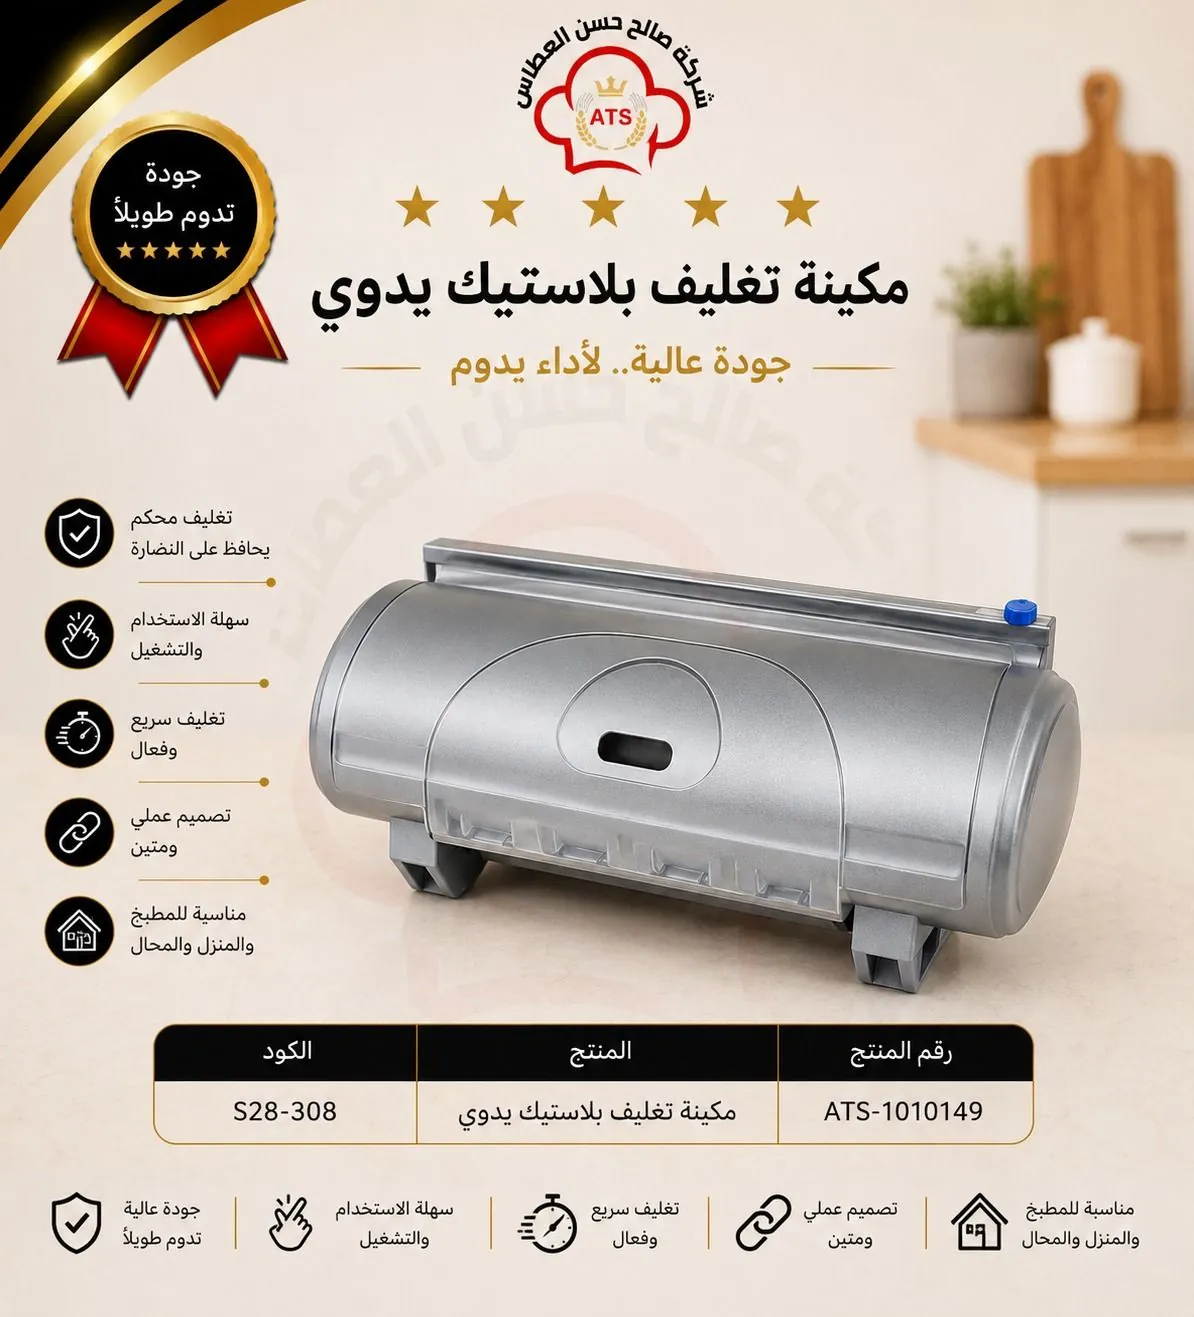 شركة صالح حسن العطاس
ATS
جودة
تدوم طويلاً
مكينة تغليف بلاستيك يدوي
جودة عالية.. لأداء يدوم
تغليف محكم
يحافظ على النضارة
سهلة الاستخدام
والتشغيل
تغليف سريع
وفعال
تصميم عملي
ومتين
مناسبة للمطبخ
والمنزل والمحال
رقم المنتج
المنتج
الكود
ATS-1010149
مكينة تغليف بلاستيك يدوي
S28-308
مناسبة للمطبخ
والمنزل والمحال
تصميم عملي
ومتين
تغليف سريع
وفعال
سهلة الاستخدام
والتشغيل
جودة عالية
تدوم طويلاً